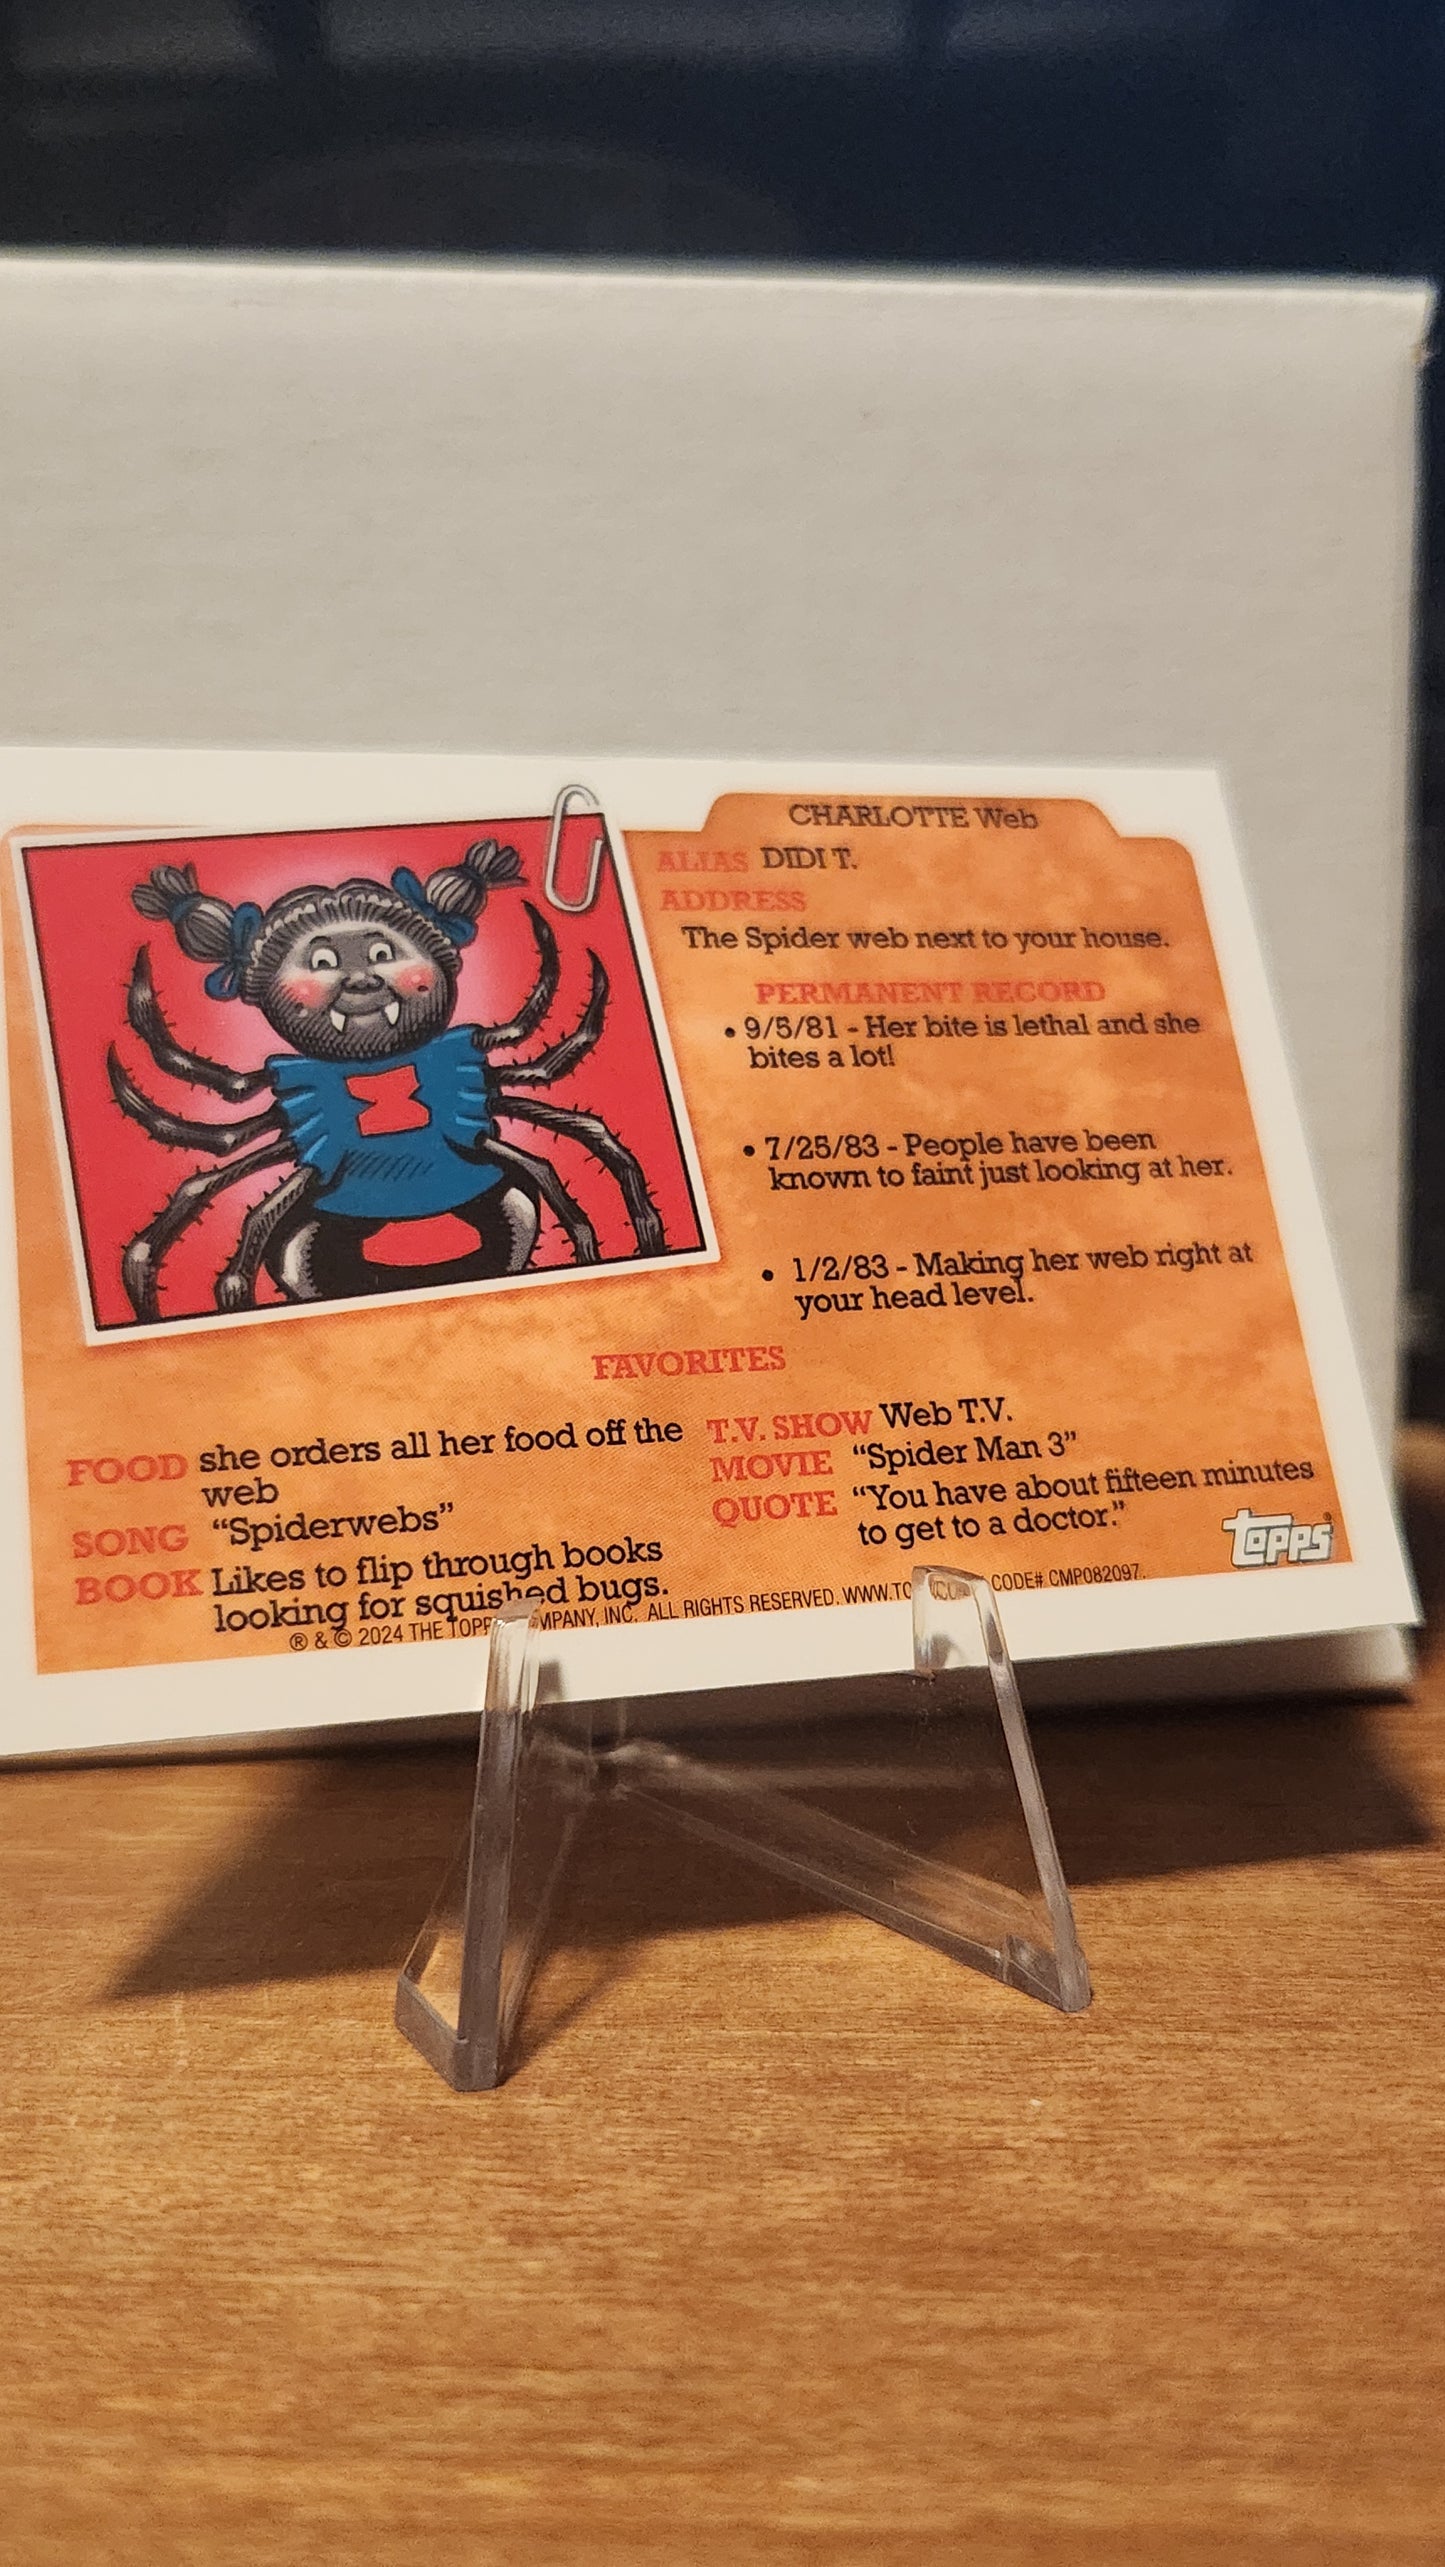 CHARLOTTE Web
ALIAS DIDI T.
ADDRESS
The Spider web next to your house.
PERMANENT RECORD
• 9/5/81 - Her bite is lethal and she
bites a lot!
• 7/25/83 - People have been
known to faint just looking at her.
• 1/2/83 - Making her web right at
your head level.
FAVORITES
FOOD she orders all her food off the
web
SONG “Spiderwebs”
BOOK Likes to flip through books
looking for squished bugs.
T.V. SHOW Web T.V.
MOVIE “Spider Man 3”
QUOTE “You have about fifteen minutes
to get to a doctor.”
topps®
® & © 2024 THE INC. ALL RIGHTS RESERVED. CODE# CMP082097.